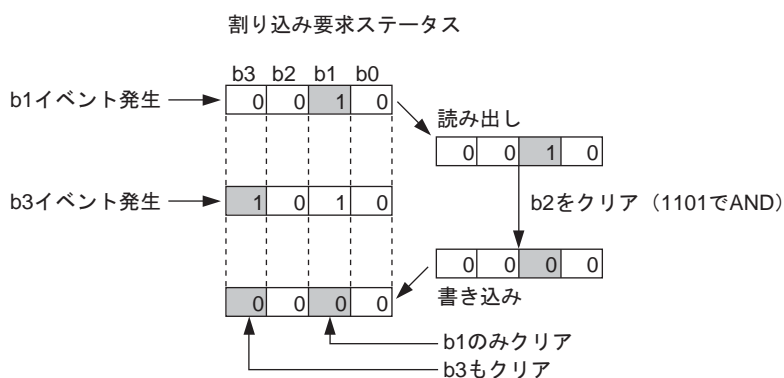 割り込み要求ステータス
b3 b2 b1 b0
b1イベント発生
0 0 1 0
読み出し
0 0 1 0
b3イベント発生
1 0 1 0
b2をクリア（1101でAND）
0 0 0 0
書き込み
0 0 0 0
b1のみクリア
b3もクリア